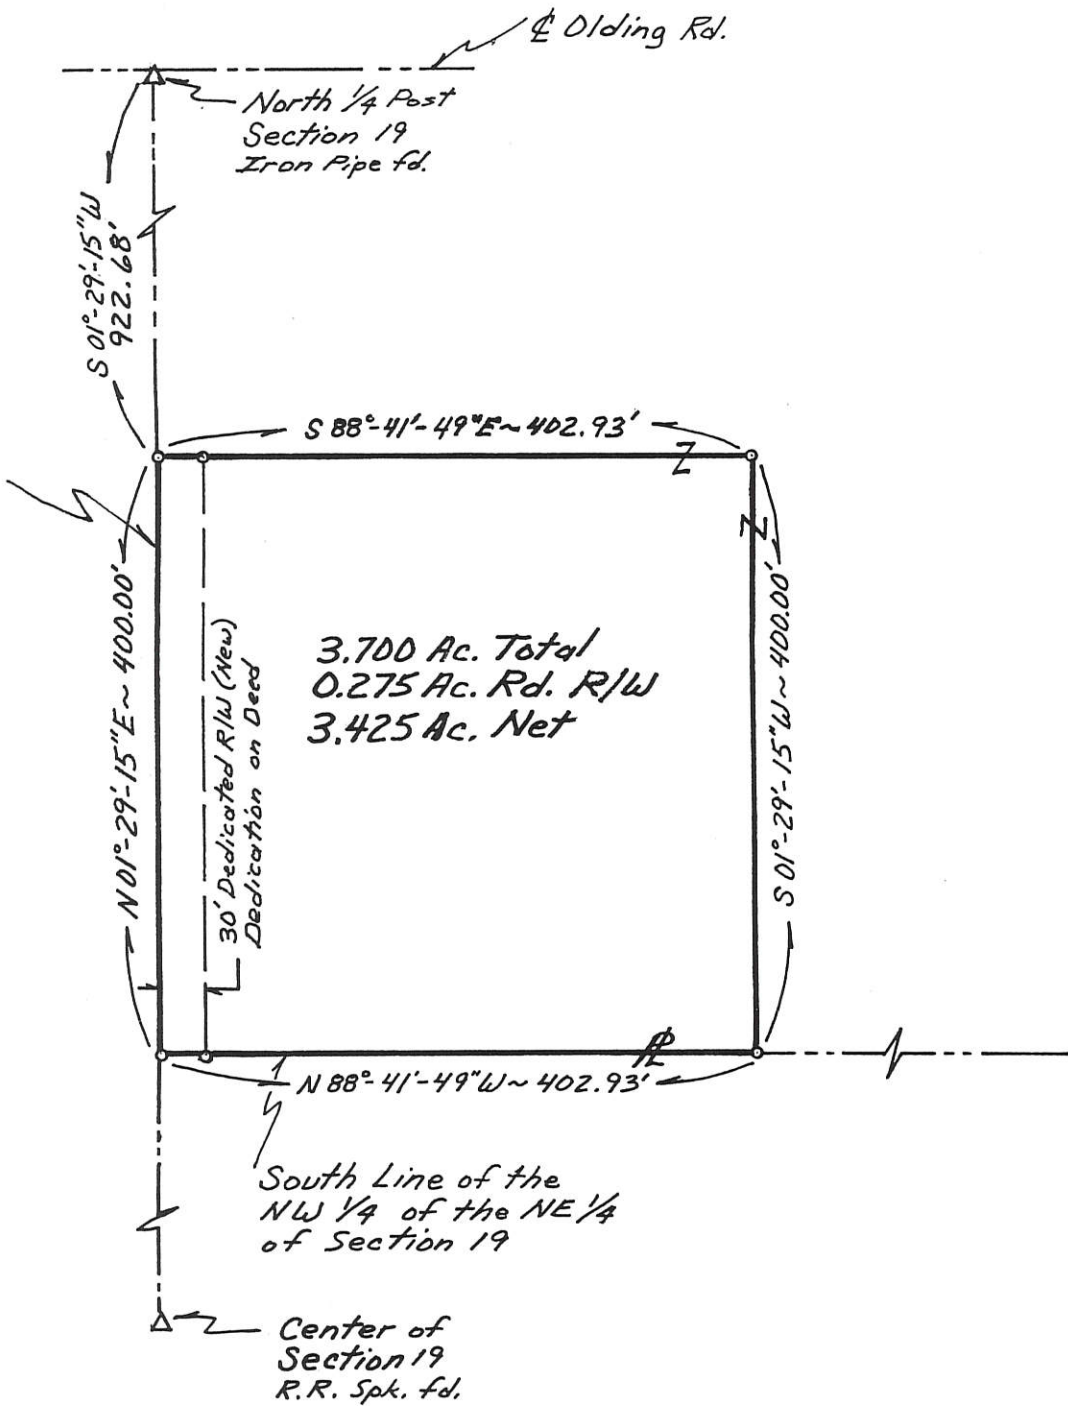 ℄ Olding Rd.
North 1/4 Post
Section 19
Iron Pipe fd.
S 01°-29'-15"W
922.68'
S 88°-41'-49"E ~ 402.93'
N 01°-29'-15"E ~ 400.00'
30' Dedicated R/W (New)
Dedication on Deed
3.700 Ac. Total
0.275 Ac. Rd. R/W
3.425 Ac. Net
S 01°-29'-15"W ~ 400.00'
℄
N 88°-41'-49"W ~ 402.93'
South Line of the
NW 1/4 of the NE 1/4
of Section 19
Center of
Section 19
R.R. Spk. fd.